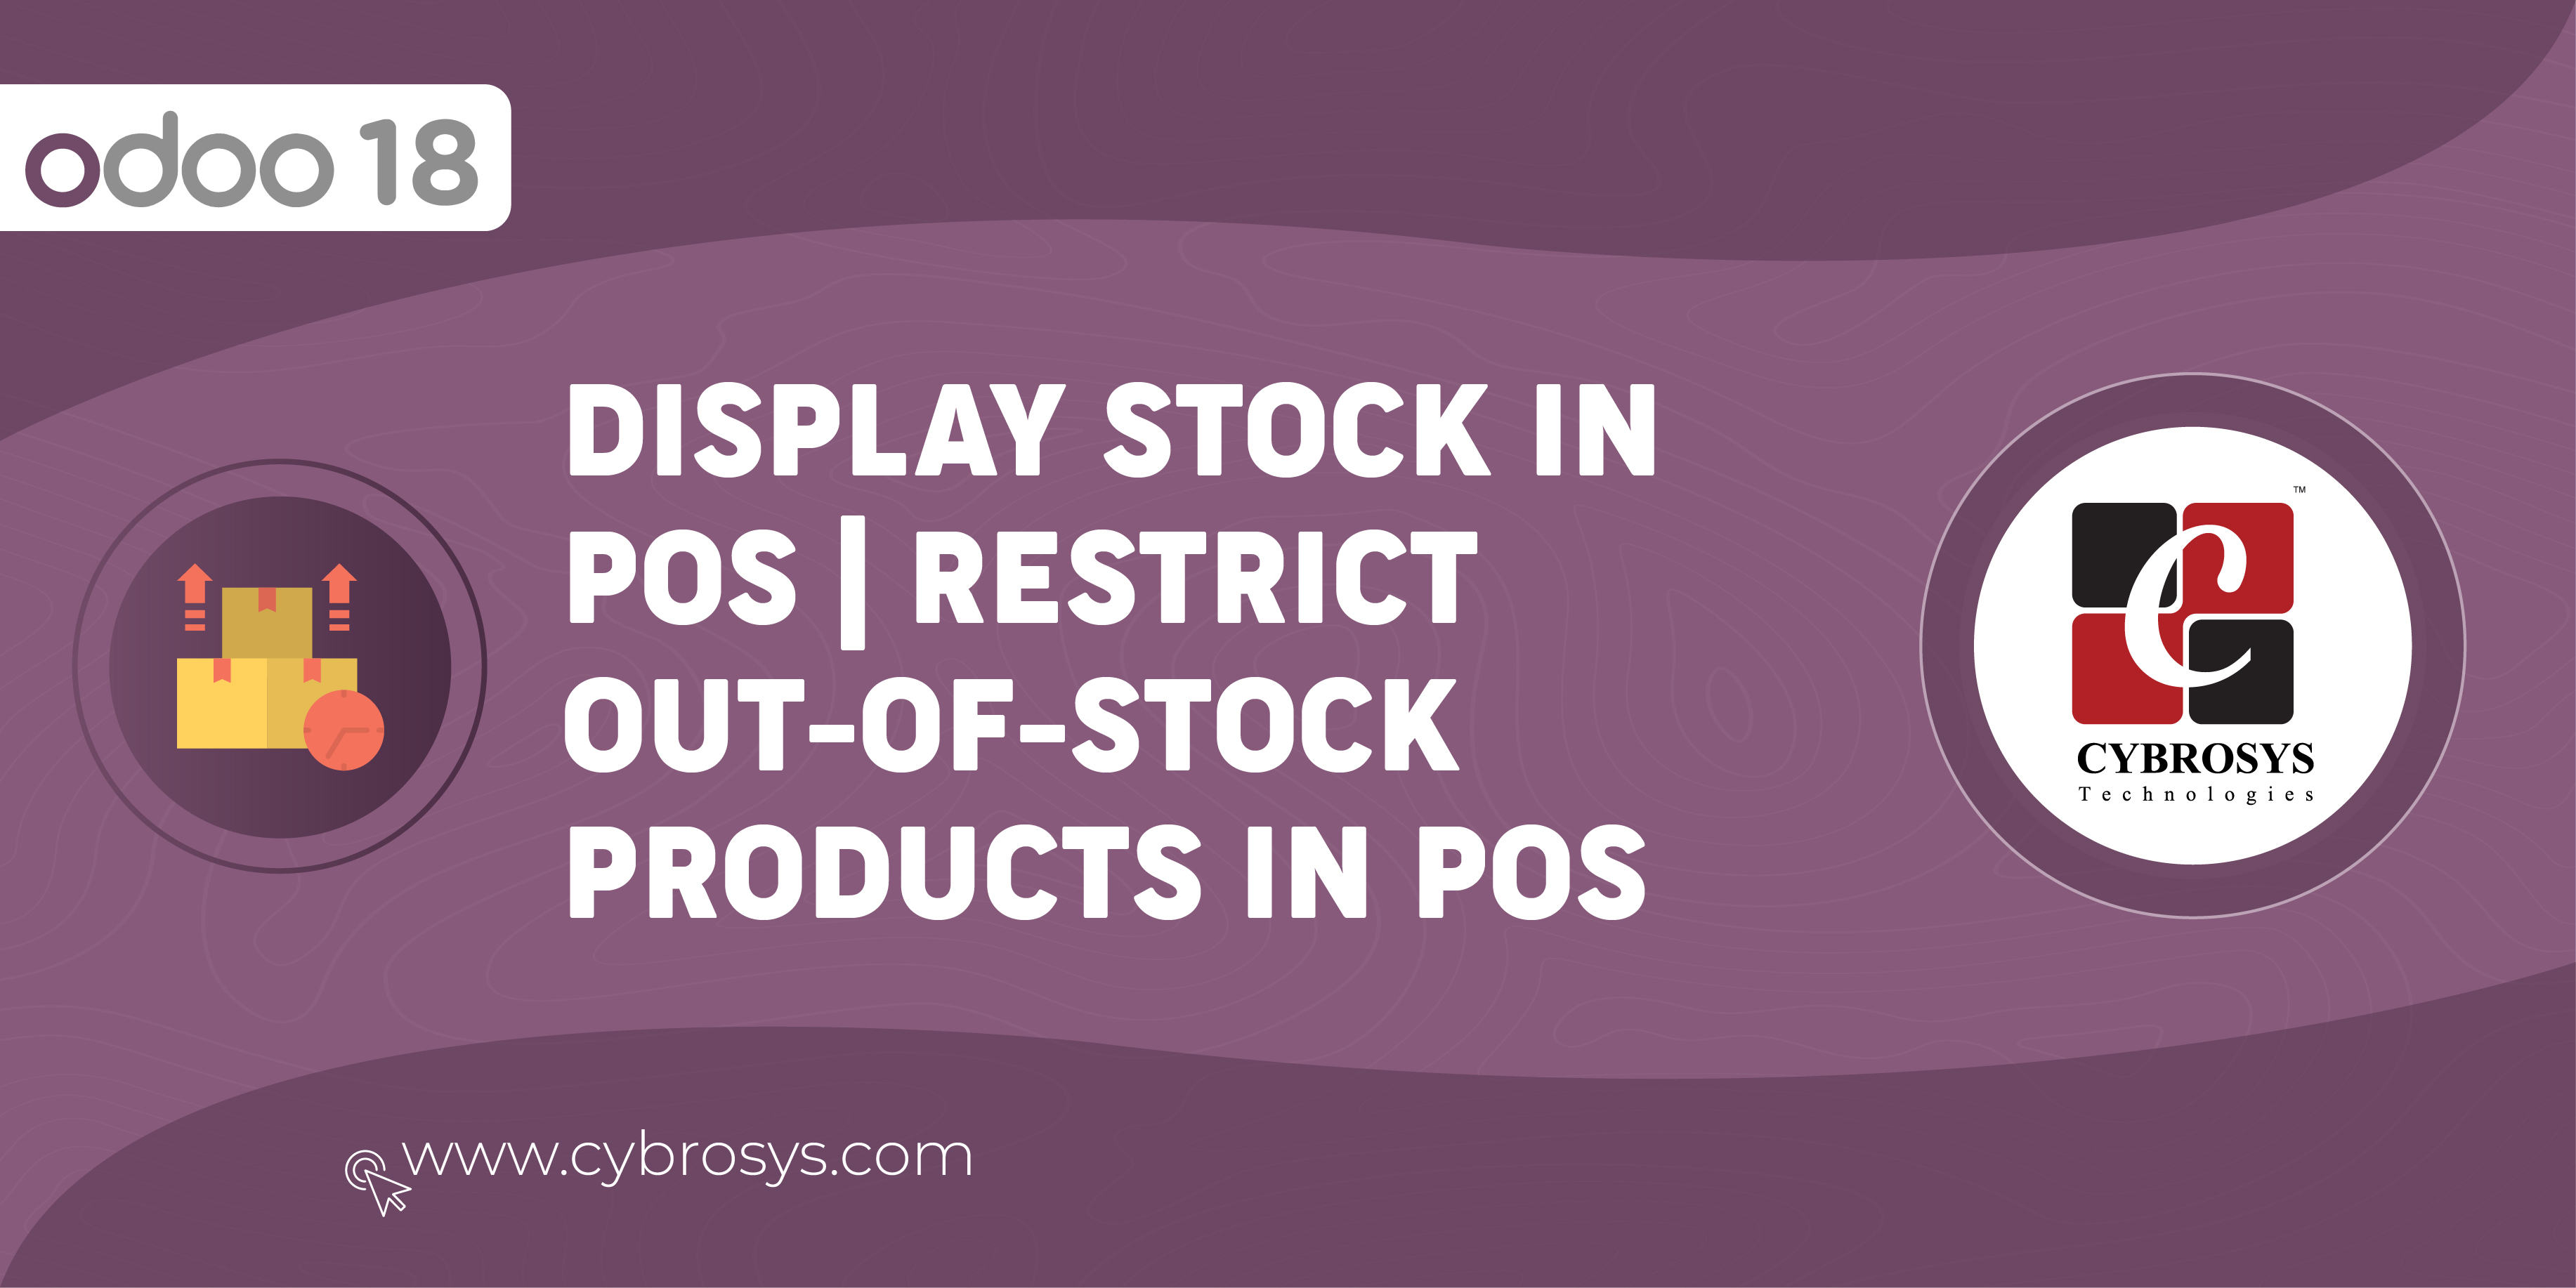 odoo 18
DISPLAY STOCK IN
POS | RESTRICT
OUT-OF-STOCK
PRODUCTS IN POS
TM
C
CYBROSYS
Technologies
www.cybrosys.com